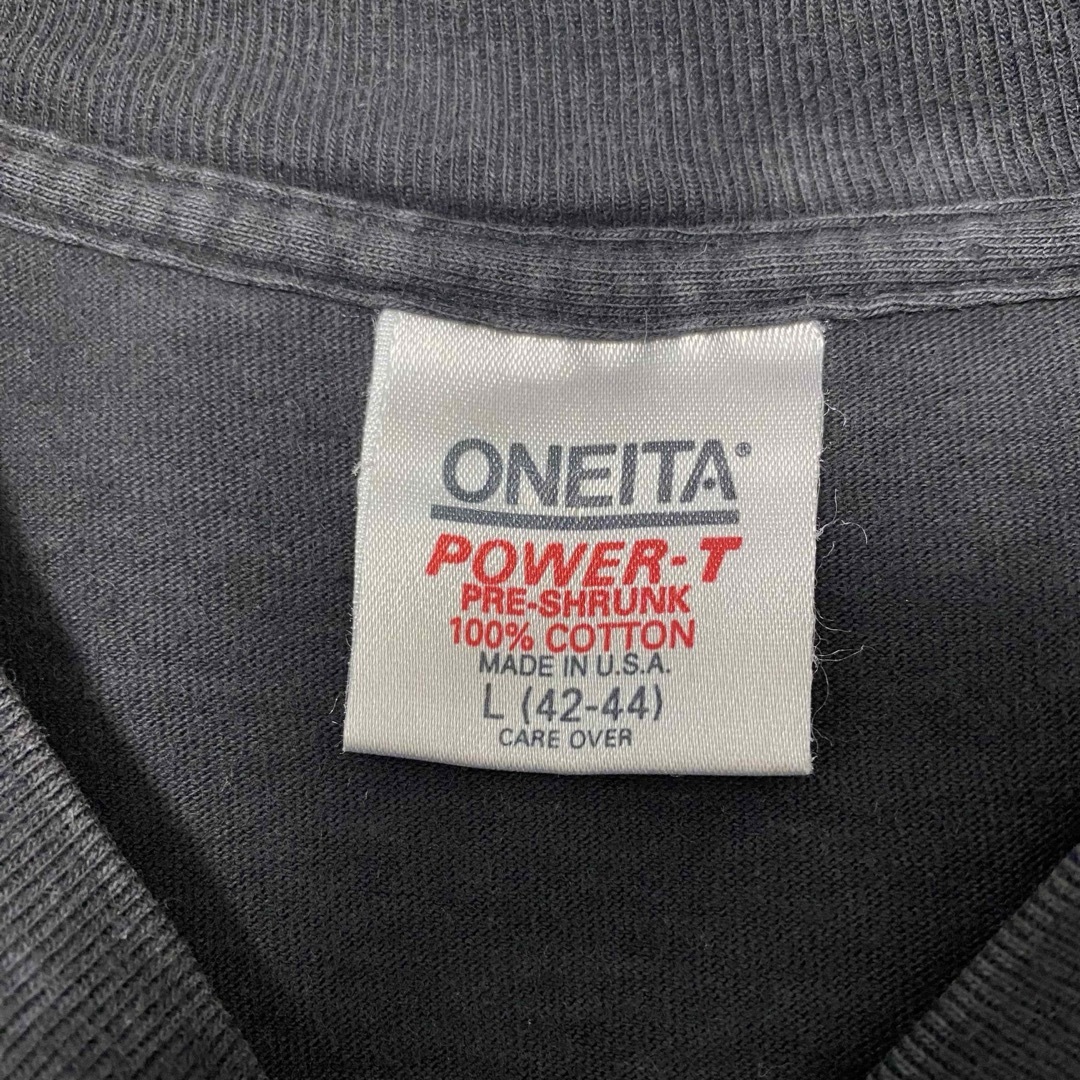 ONEITA®
POWER-T
PRE-SHRUNK
100% COTTON
MADE IN U.S.A.
L (42-44)
CARE OVER